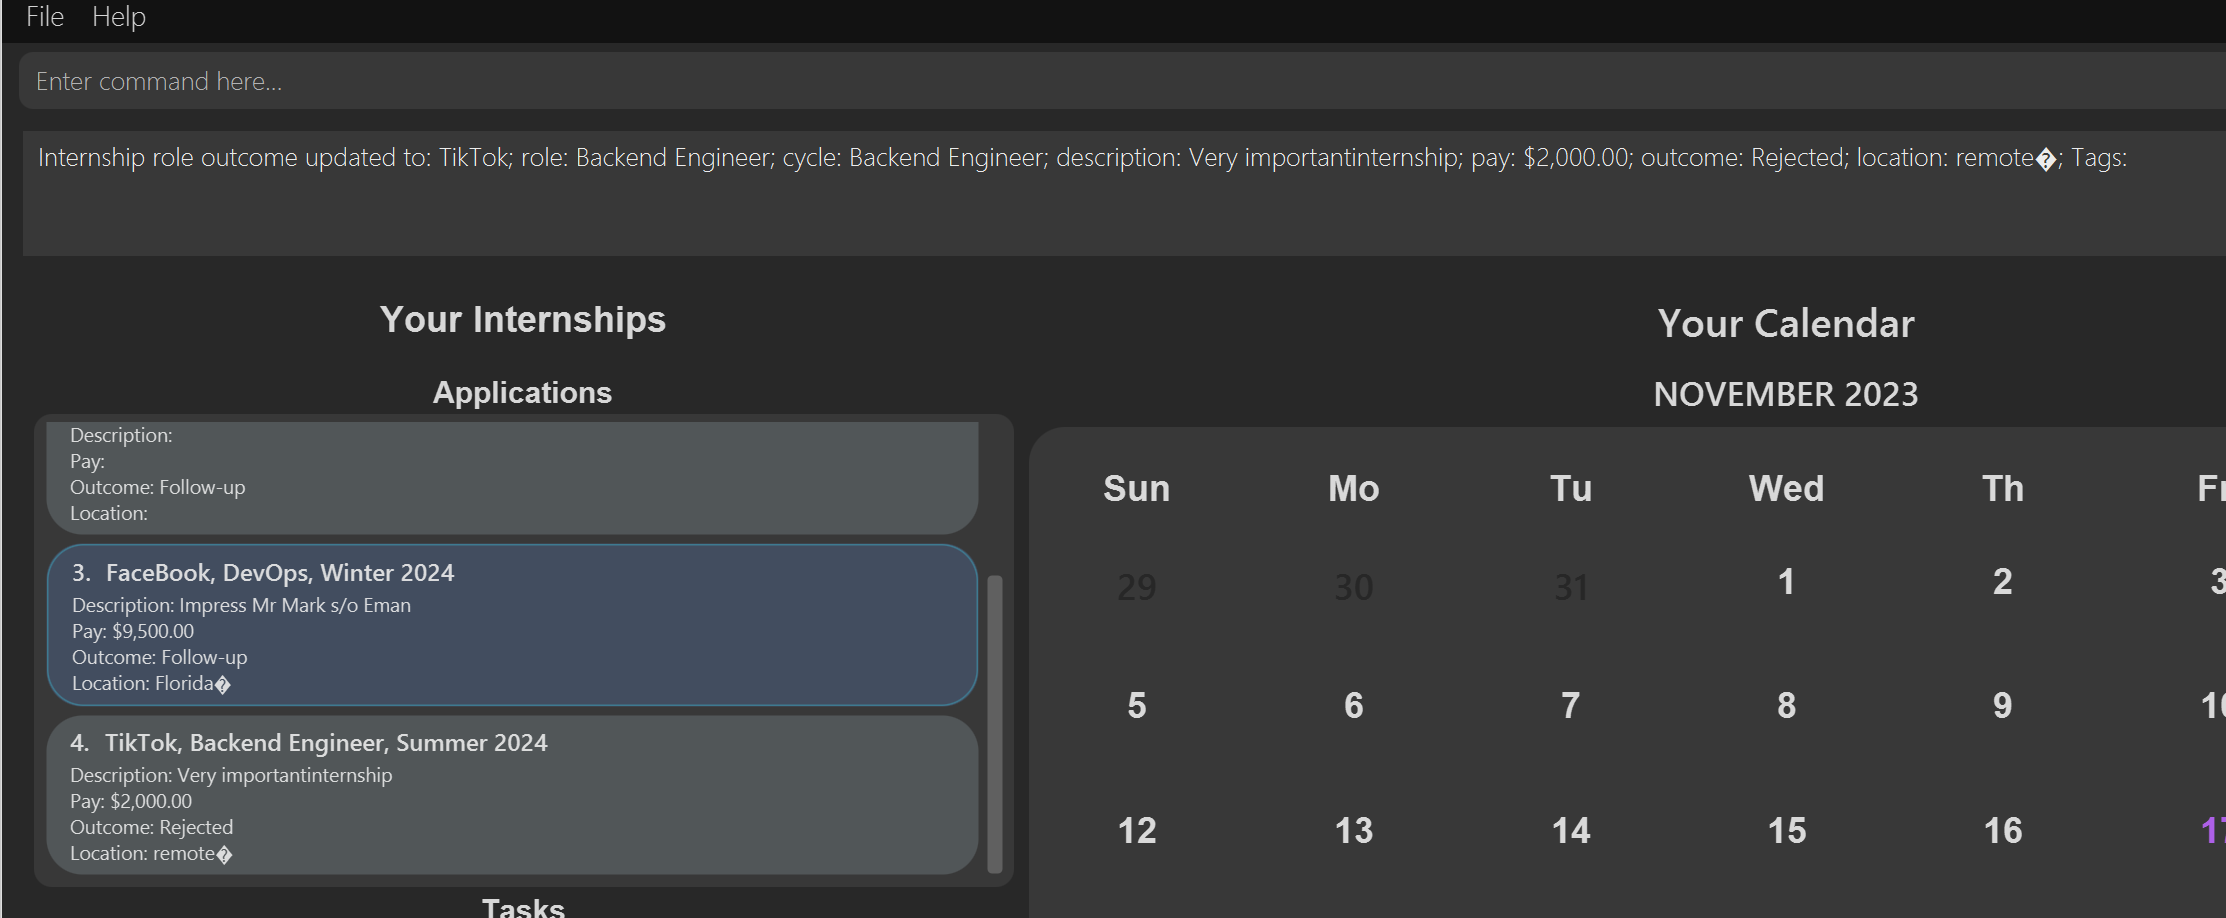 File Help
Enter command here...
Internship role outcome updated to: TikTok; role: Backend Engineer; cycle: Backend Engineer; description: Very importantinternship; pay: $2,000.00; outcome: Rejected; location: remote�; Tags:
Your Internships
Applications
Description:
Pay:
Outcome: Follow-up
Location:
3. FaceBook, DevOps, Winter 2024
Description: Impress Mr Mark s/o Eman
Pay: $9,500.00
Outcome: Follow-up
Location: Florida�
4. TikTok, Backend Engineer, Summer 2024
Description: Very importantinternship
Pay: $2,000.00
Outcome: Rejected
Location: remote�
Tasks
Your Calendar
NOVEMBER 2023
Sun Mo Tu Wed Th Fr
29 30 31 1 2 3
5 6 7 8 9 10
12 13 14 15 16 17